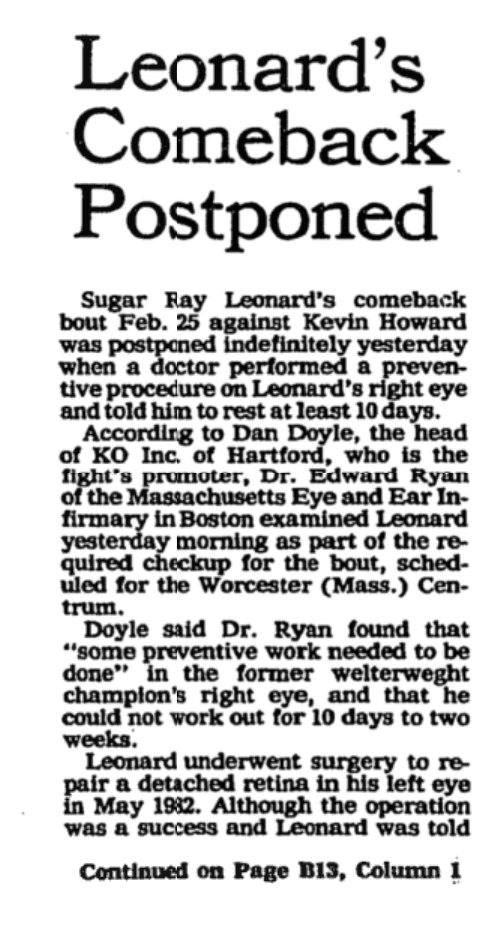 Leonard's
Comeback
Postponed
Sugar Ray Leonard's comeback
bout Feb. 25 against Kevin Howard
was postponed indefinitely yesterday
when a doctor performed a preven-
tive procedure on Leonard's right eye
and told him to rest at least 10 days.
According to Dan Doyle, the head
of KO Inc. of Hartford, who is the
fight's promoter, Dr. Edward Ryan
of the Massachusetts Eye and Ear In-
firmary in Boston examined Leonard
yesterday morning as part of the re-
quired checkup for the bout, sched-
uled for the Worcester (Mass.) Cen-
trum.
Doyle said Dr. Ryan found that
"some preventive work needed to be
done" in the former welterweght
champion's right eye, and that he
could not work out for 10 days to two
weeks.
Leonard underwent surgery to re-
pair a detached retina in his left eye
in May 1982. Although the operation
was a success and Leonard was told
Continued on Page B13, Column 1